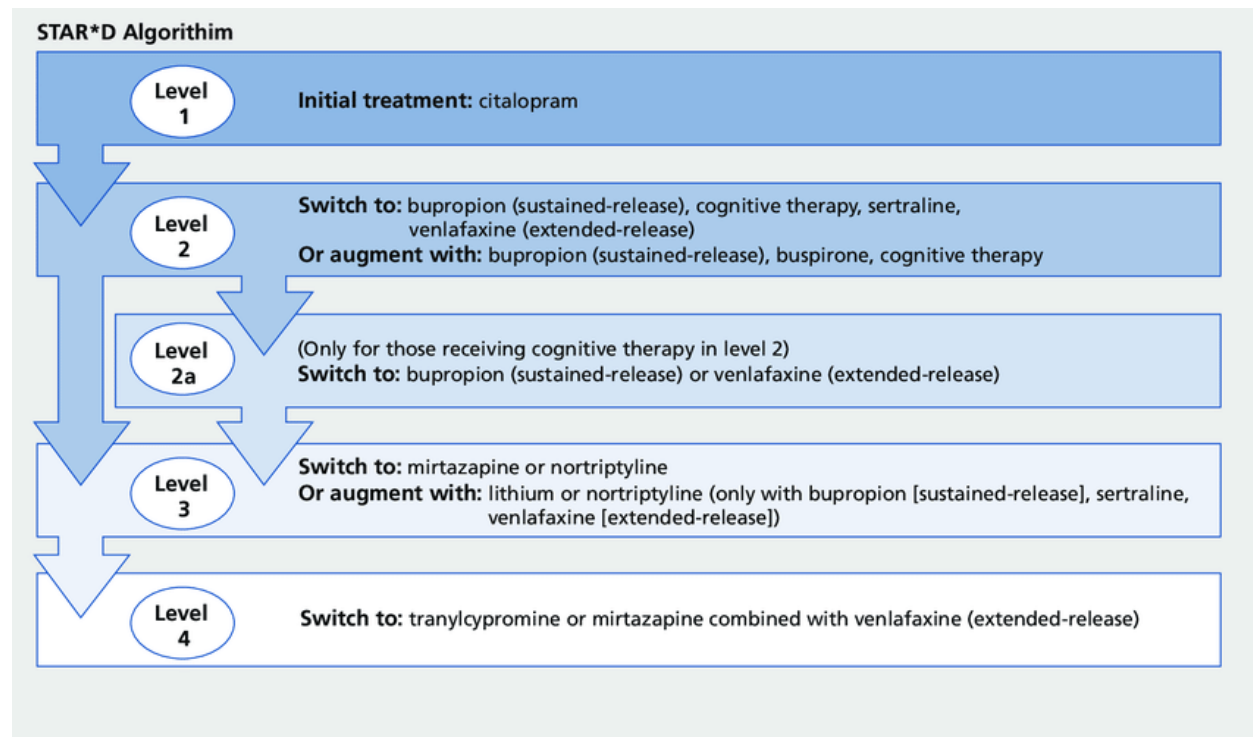 STAR*D Algorithim
Level
1
Initial treatment: citalopram
Level
2
Switch to: bupropion (sustained-release), cognitive therapy, sertraline,
venlafaxine (extended-release)
Or augment with: bupropion (sustained-release), buspirone, cognitive therapy
Level
2a
(Only for those receiving cognitive therapy in level 2)
Switch to: bupropion (sustained-release) or venlafaxine (extended-release)
Level
3
Switch to: mirtazapine or nortriptyline
Or augment with: lithium or nortriptyline (only with bupropion [sustained-release], sertraline,
venlafaxine [extended-release])
Level
4
Switch to: tranylcypromine or mirtazapine combined with venlafaxine (extended-release)